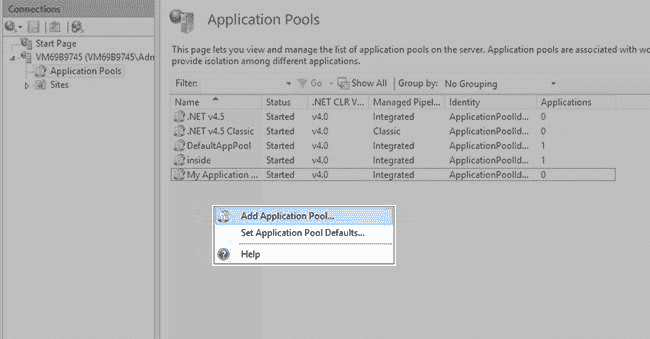 Connections
Start Page
VM69B9745 (VM69B9745\Adn
Application Pools
Sites
Application Pools
This page lets you view and manage the list of application pools on the server. Application pools are associated with wo
provide isolation among different applications.
Filter: Go Show All Group by: No Grouping
Name Status .NET CLR V... Managed Pipel... Identity Applications
.NET v4.5 Started v4.0 Integrated ApplicationPoolId... 0
.NET v4.5 Classic Started v4.0 Classic ApplicationPoolId... 0
DefaultAppPool Started v4.0 Integrated ApplicationPoolId... 1
inside Started v4.0 Integrated ApplicationPoolId... 1
My Application ... Started v4.0 Integrated ApplicationPoolId... 0
Add Application Pool...
Set Application Pool Defaults...
Help